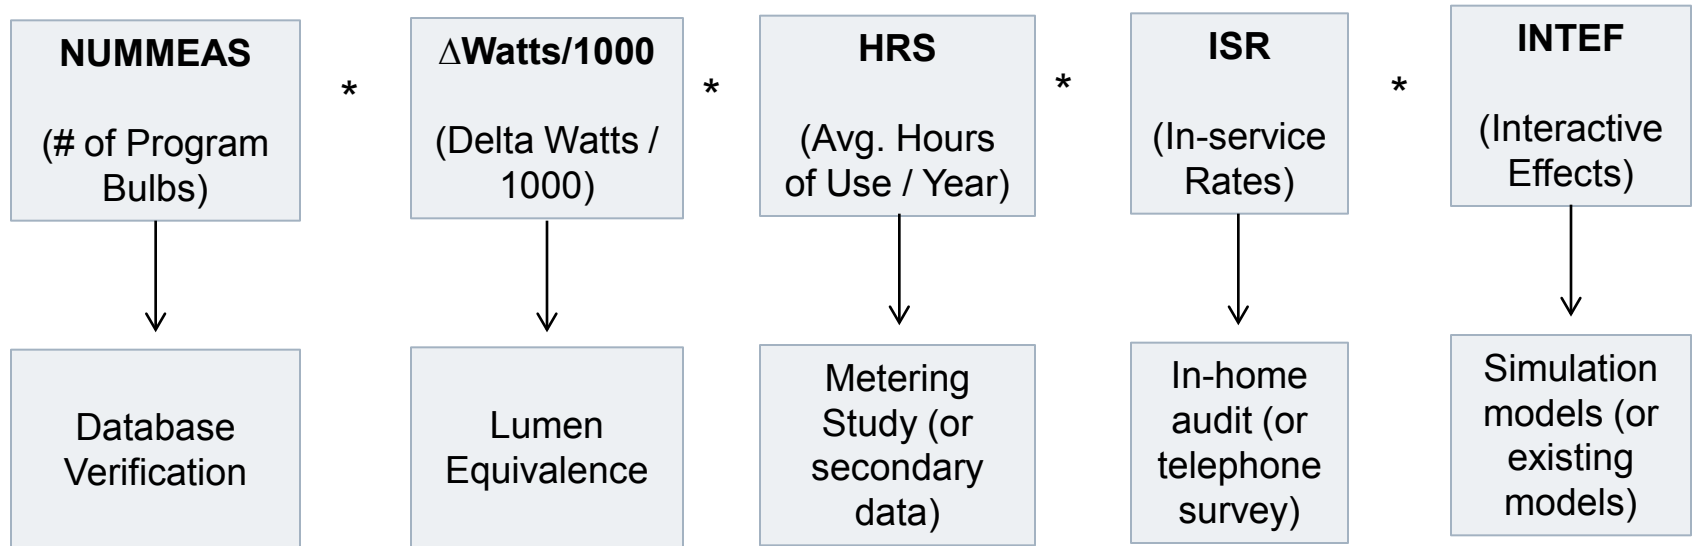 NUMMEAS
(# of Program
Bulbs)
*
∆Watts/1000
(Delta Watts /
1000)
*
HRS
(Avg. Hours
of Use / Year)
*
ISR
(In-service
Rates)
*
INTEF
(Interactive
Effects)
Database
Verification
Lumen
Equivalence
Metering
Study (or
secondary
data)
In-home
audit (or
telephone
survey)
Simulation
models (or
existing
models)